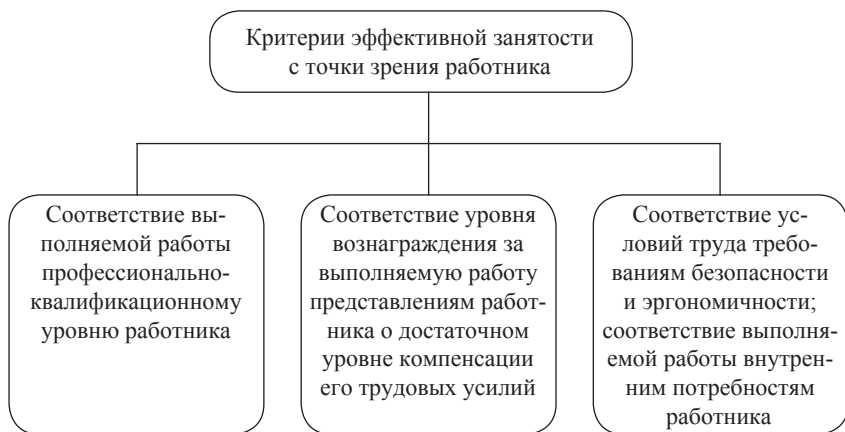 Критерии эффективной занятости
с точки зрения работника
Соответствие вы-
полняемой работы
профессионально-
квалификационному
уровню работника
Соответствие уровня
вознаграждения за
выполняемую работу
представлениям работ-
ника о достаточном
уровне компенсации
его трудовых усилий
Соответствие ус-
ловий труда требо-
ваниям безопасности
и эргономичности;
соответствие выполня-
емой работы внутрен-
ним потребностям
работника